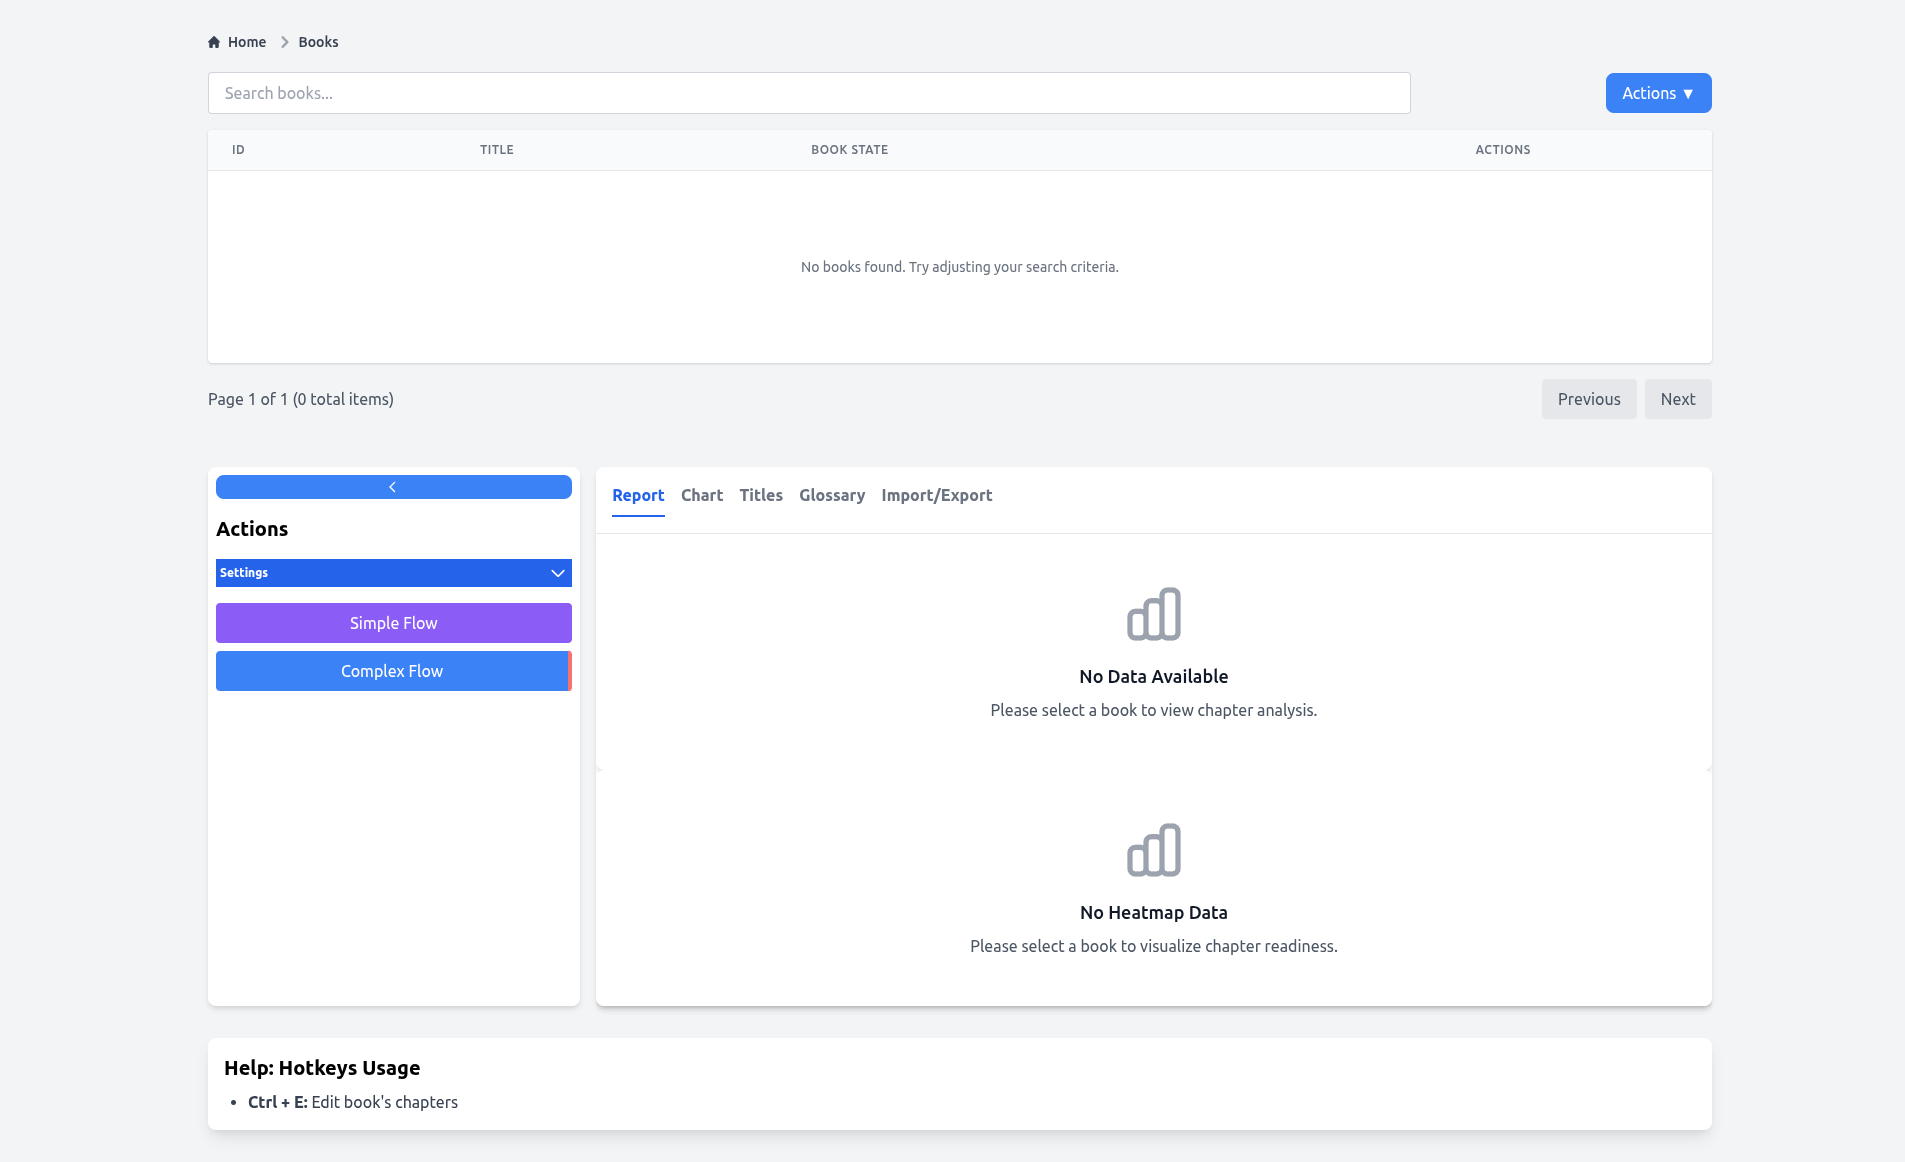 Home > Books
Search books...
Actions ▼
ID TITLE BOOK STATE ACTIONS
No books found. Try adjusting your search criteria.
Page 1 of 1 (0 total items)
Previous Next
Actions
Settings
Simple Flow
Complex Flow
Report Chart Titles Glossary Import/Export
No Data Available
Please select a book to view chapter analysis.
No Heatmap Data
Please select a book to visualize chapter readiness.
Help: Hotkeys Usage
• Ctrl + E: Edit book's chapters